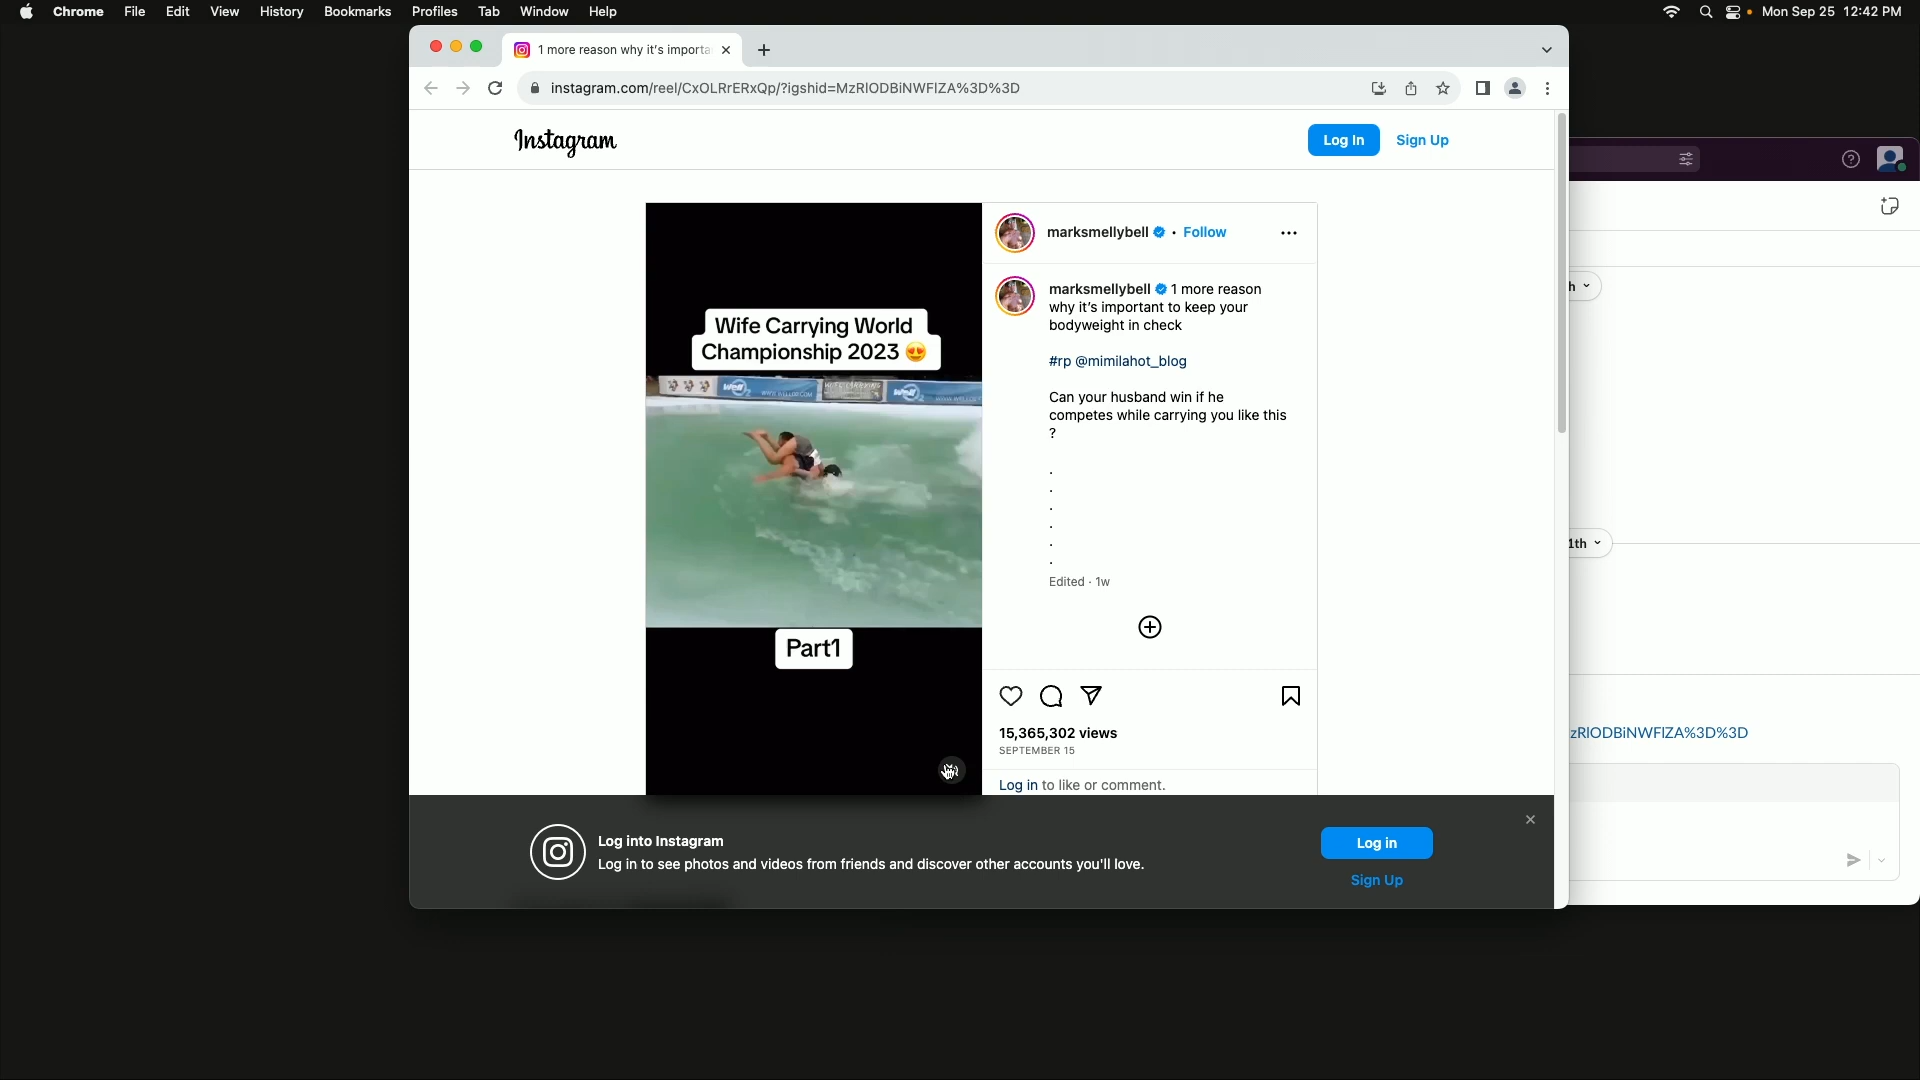 Chrome File Edit View History Bookmarks Profiles Tab Window Help
Mon Sep 25 12:42 PM
1 more reason why it's importa
instagram.com/reel/CxOLRrERxQp/?igshid=MzRlODBiNWFlZA%3D%3D
Instagram
Log In
Sign Up
Wife Carrying World
Championship 2023 😍
Part1
marksmellybell • Follow
marksmellybell 1 more reason
why it's important to keep your
bodyweight in check
#rp @mimilahot_blog
Can your husband win if he
competes while carrying you like this
?
.
.
.
.
.
.
Edited · 1w
15,365,302 views
SEPTEMBER 15
Log in to like or comment.
Log into Instagram
Log in to see photos and videos from friends and discover other accounts you'll love.
Log in
Sign Up
h
1th
zRlODBiNWFlZA%3D%3D